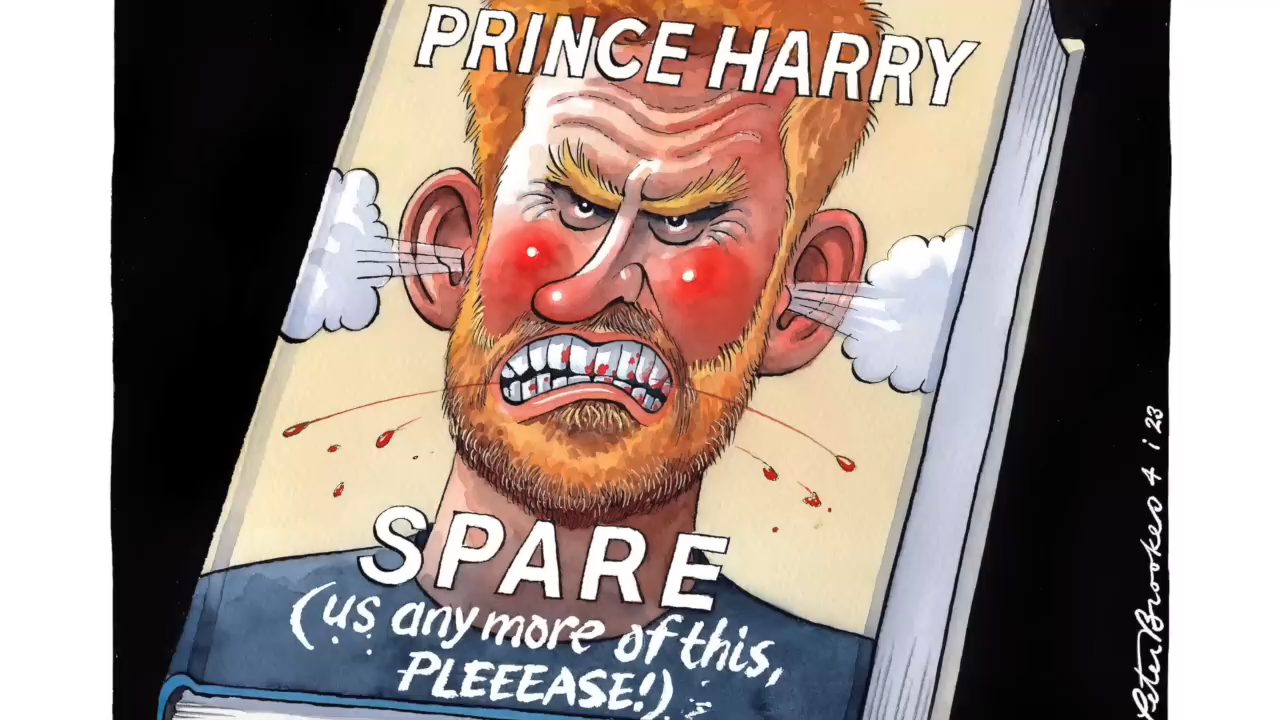 PRINCE HARRY
SPARE
(us any more of this,
PLEEEASE!)
Peter Brookes 4 i 23